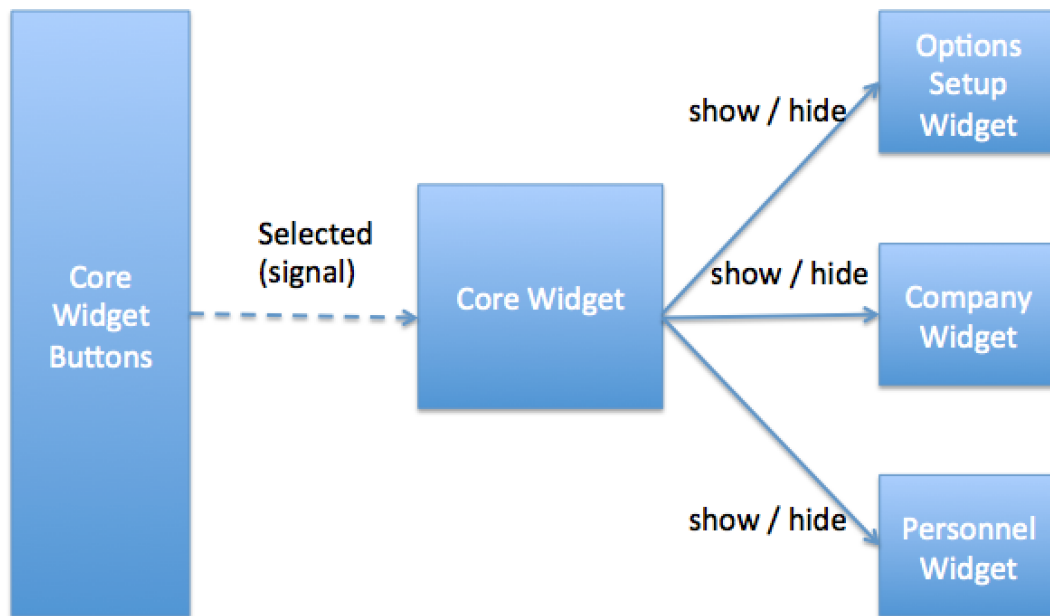 Core
Widget
Buttons
Selected
(signal)
Core Widget
show / hide
Options
Setup
Widget
show / hide
Company
Widget
show / hide
Personnel
Widget